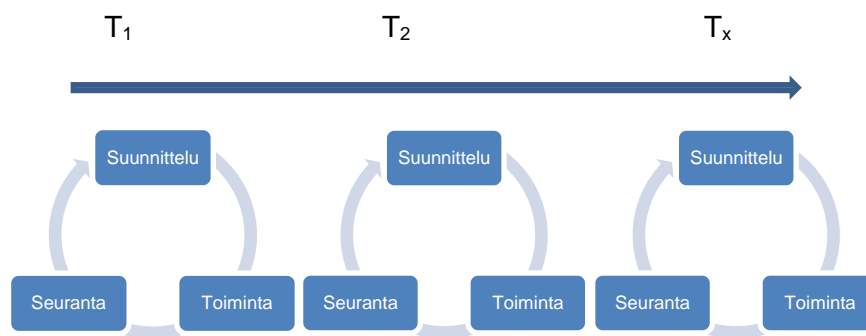 T₁ T₂ Tₓ
Suunnittelu Suunnittelu Suunnittelu
Seuranta Toiminta Seuranta Toiminta Seuranta Toiminta